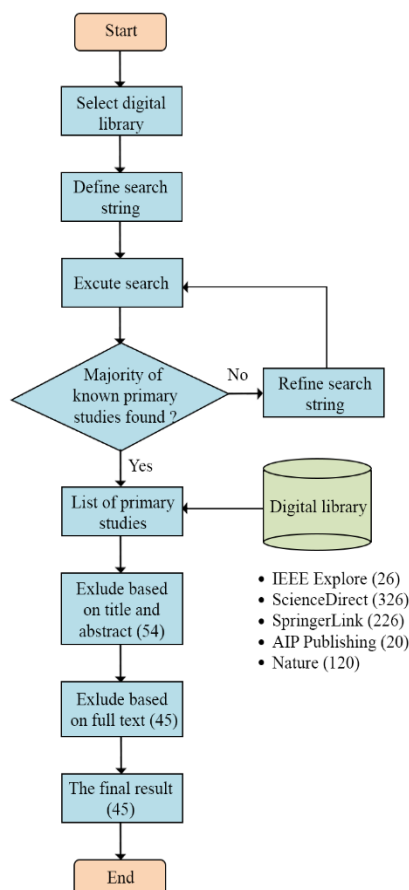 Start
Select digital
library
Define search
string
Excute search
Majority of
known primary
studies found ?
No
Refine search
string
Yes
List of primary
studies
Digital library
• IEEE Explore (26)
• ScienceDirect (326)
• SpringerLink (226)
• AIP Publishing (20)
• Nature (120)
Exlude based
on title and
abstract (54)
Exlude based
on full text (45)
The final result
(45)
End